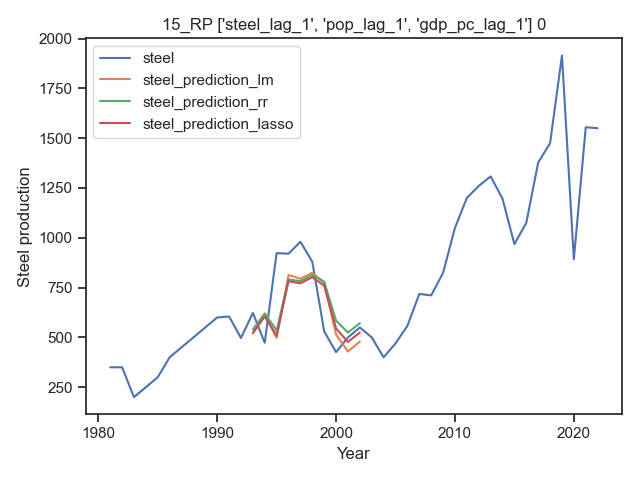 15_RP ['steel_lag_1', 'pop_lag_1', 'gdp_pc_lag_1'] 0
steel
steel_prediction_lm
steel_prediction_rr
steel_prediction_lasso
Steel production
2000
1750
1500
1250
1000
750
500
250
1980
1990
2000
2010
2020
Year